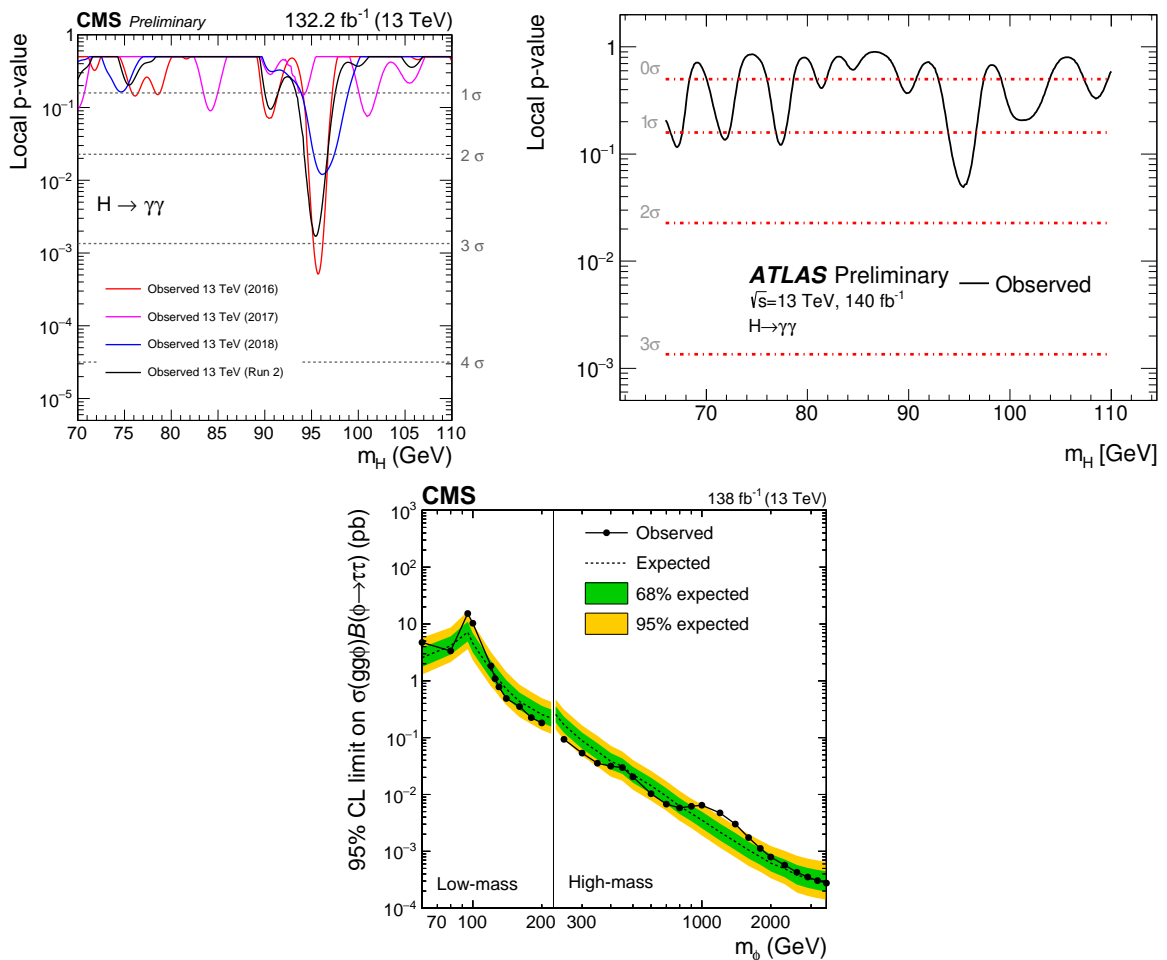 CMS Preliminary 132.2 fb⁻¹ (13 TeV)
Local p-value
1
10⁻¹
10⁻²
10⁻³
10⁻⁴
10⁻⁵
1 σ
2 σ
3 σ
4 σ
H → γγ
Observed 13 TeV (2016)
Observed 13 TeV (2017)
Observed 13 TeV (2018)
Observed 13 TeV (Run 2)
70 75 80 85 90 95 100 105 110
m_H (GeV)
Local p-value
1
10⁻¹
10⁻²
10⁻³
0σ
1σ
2σ
3σ
ATLAS Preliminary
√s=13 TeV, 140 fb⁻¹
H→γγ
Observed
70 80 90 100 110
m_H [GeV]
CMS 138 fb⁻¹ (13 TeV)
95% CL limit on σ(ggϕ)B(ϕ→ττ) (pb)
10³
10²
10
1
10⁻¹
10⁻²
10⁻³
10⁻⁴
Observed
Expected
68% expected
95% expected
Low-mass High-mass
70 100 200 300 1000 2000
m_ϕ (GeV)